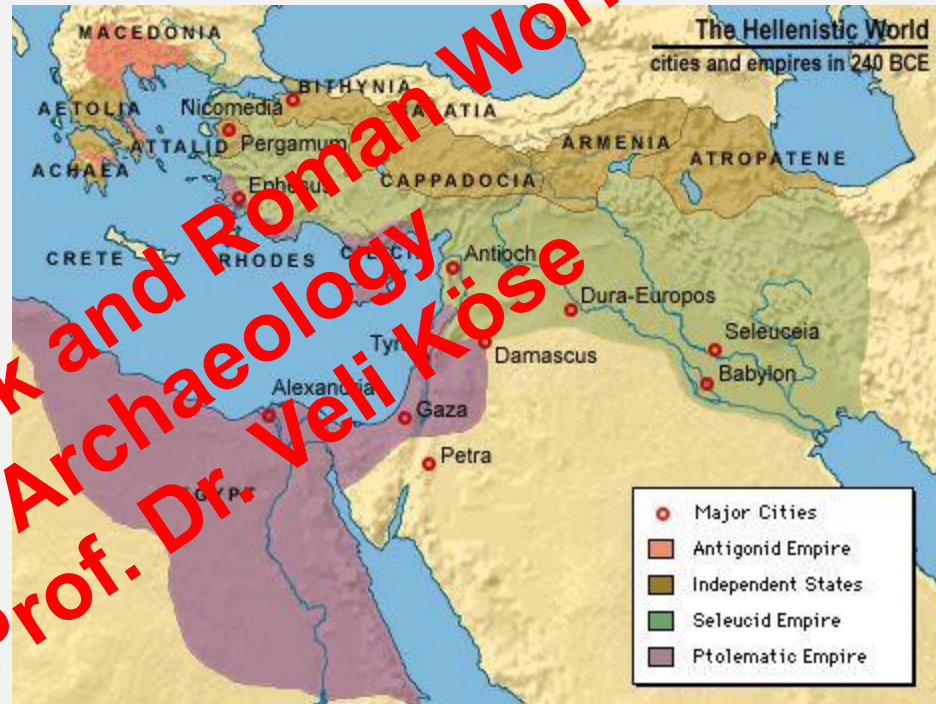 The Hellenistic World
cities and empires in 240 BCE
MACEDONIA
BITHYNIA
Nicomedia
AETOLIA
ATTALID
Pergamum
ARMENIA
ATROPATENE
ACHAEA
CAPPADOCIA
CRETE
RHODES
Antioch
Dura-Europos
Seleuceia
Damascus
Babylon
Alexandria
Gaza
Petra
and Roman
Archaeology
Prof. Dr. Veli Köse
Major Cities
Antigonid Empire
Independent States
Seleucid Empire
Ptolematic Empire